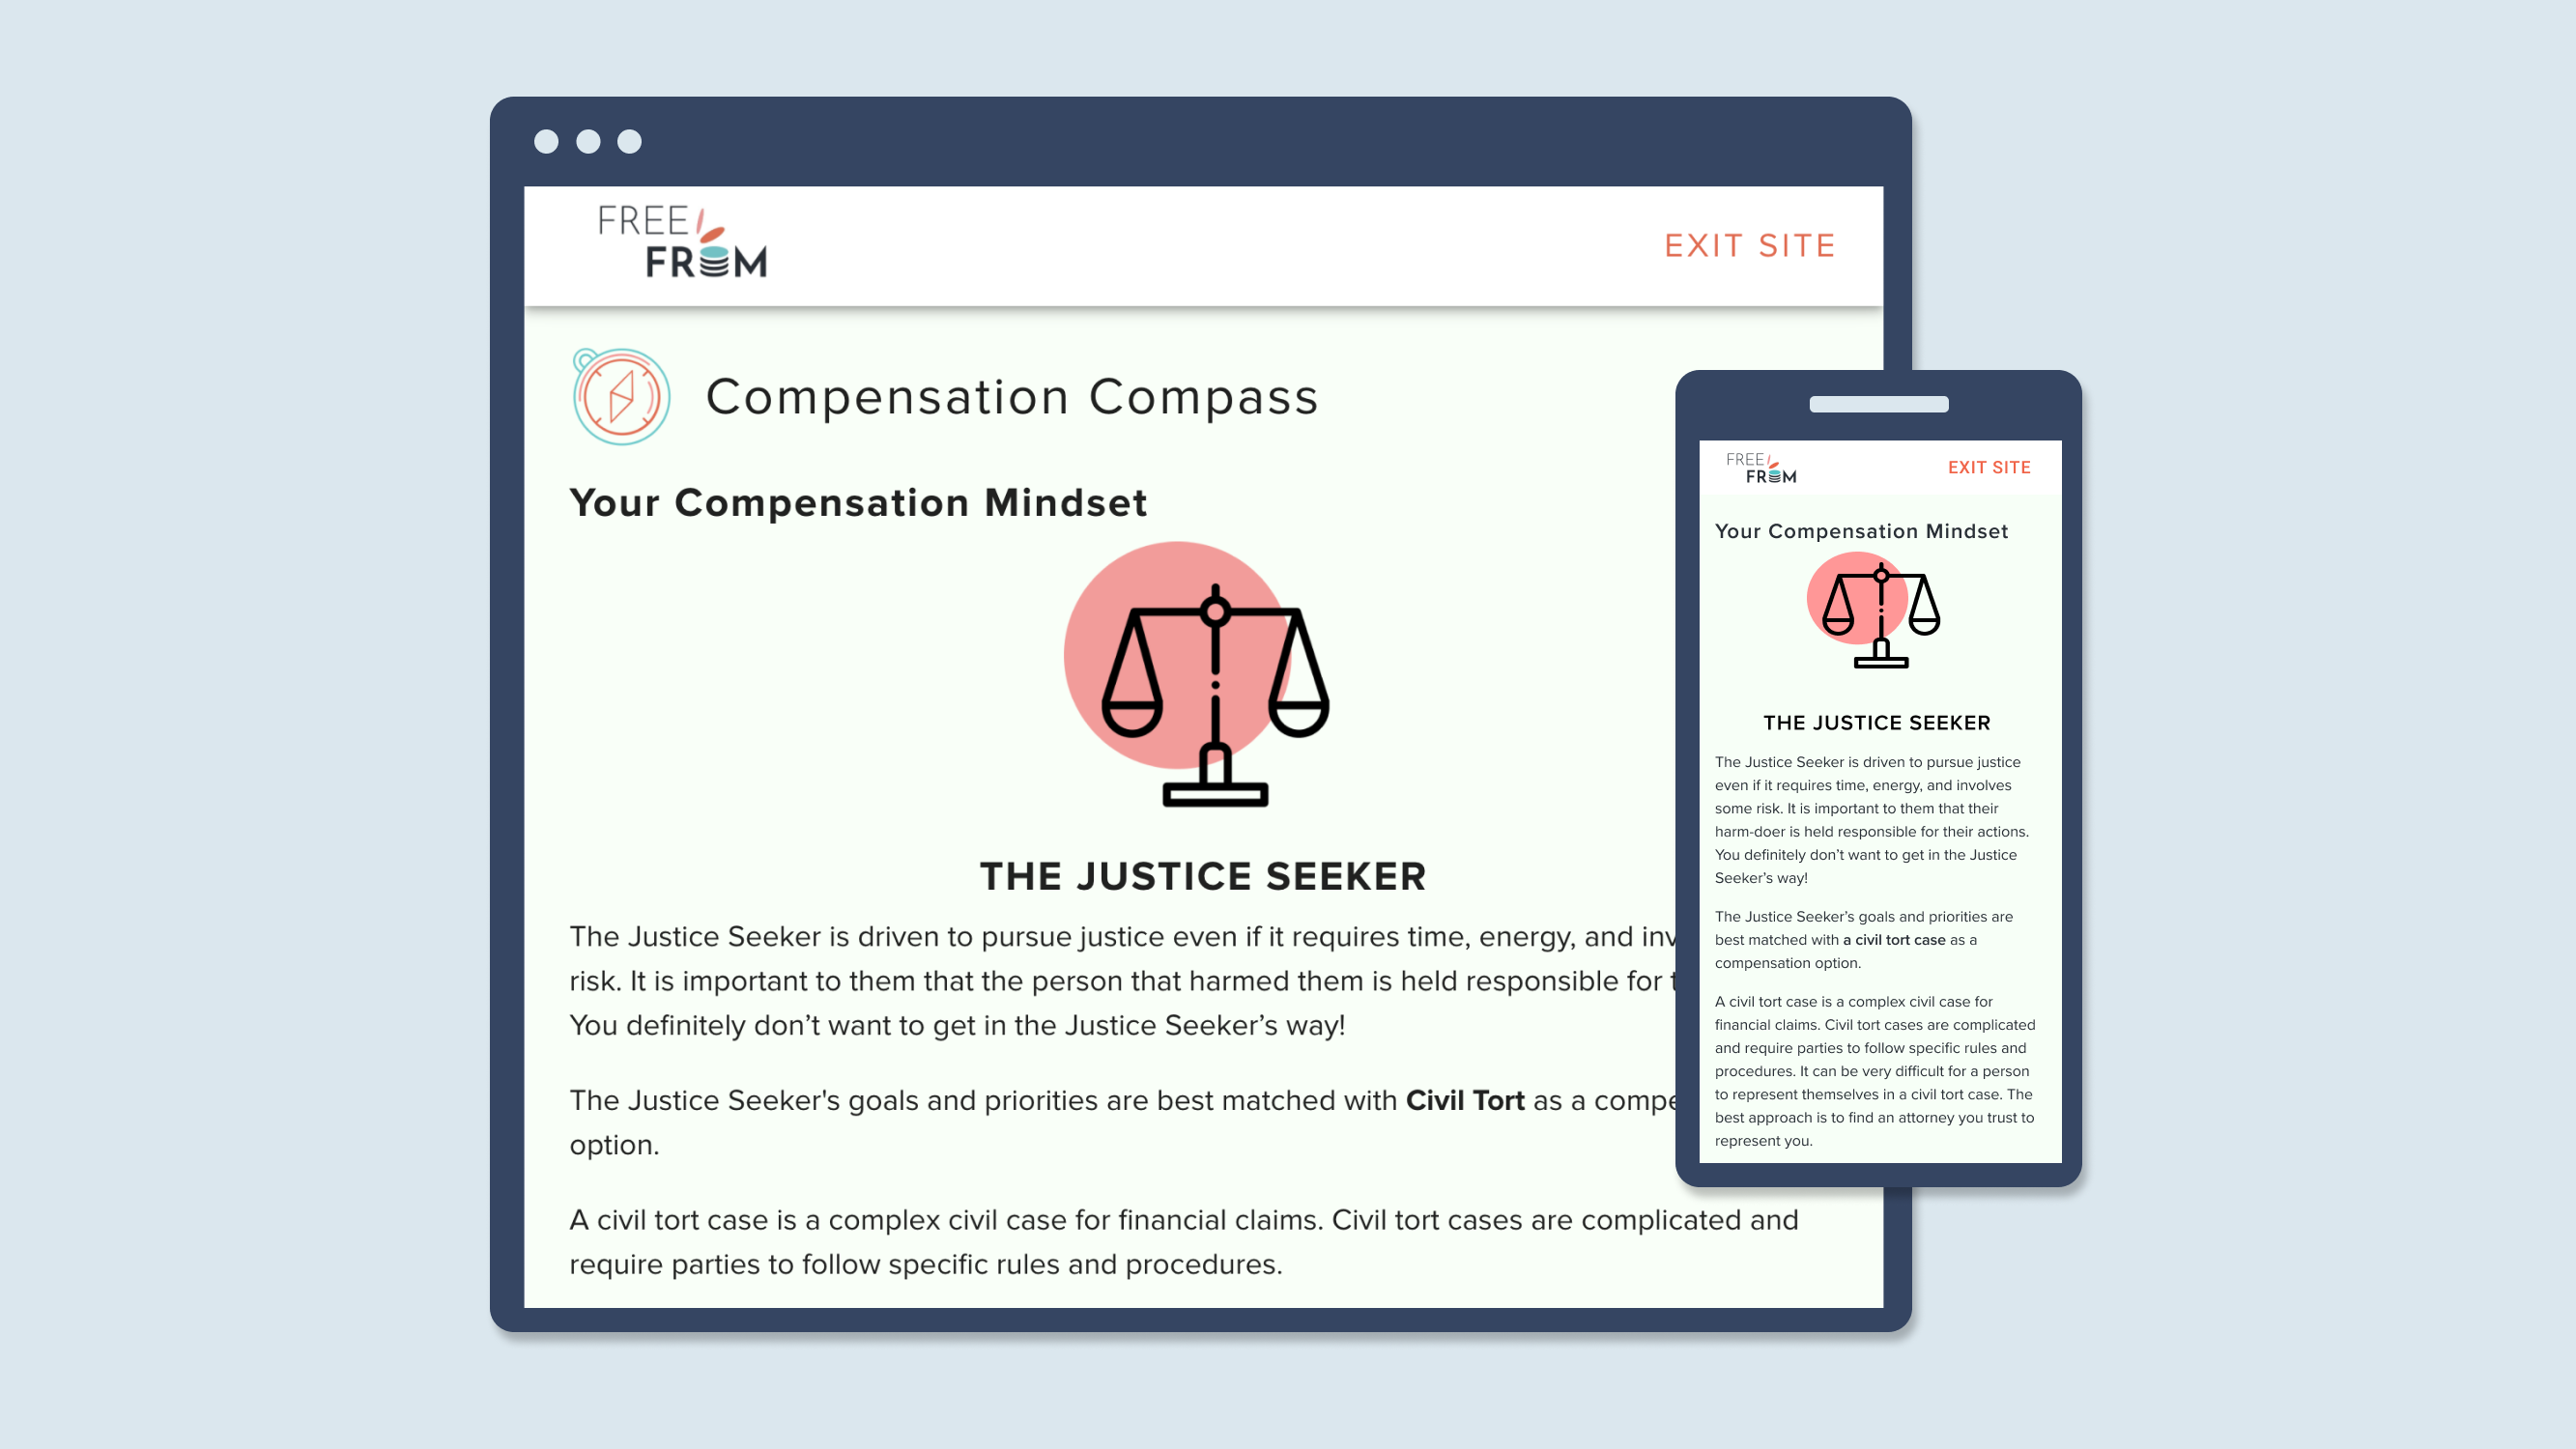 FREE
FROM
EXIT SITE
Compensation Compass
Your Compensation Mindset
THE JUSTICE SEEKER
The Justice Seeker is driven to pursue justice even if it requires time, energy, and
risk. It is important to them that the person that harmed them is held responsible for
You definitely don’t want to get in the Justice Seeker’s way!
The Justice Seeker's goals and priorities are best matched with Civil Tort as a
option.
A civil tort case is a complex civil case for financial claims. Civil tort cases are complicated and
require parties to follow specific rules and procedures.
FREE
FROM
EXIT SITE
Your Compensation Mindset
THE JUSTICE SEEKER
The Justice Seeker is driven to pursue justice
even if it requires time, energy, and involves
some risk. It is important to them that their
harm-doer is held responsible for their actions.
You definitely don’t want to get in the Justice
Seeker’s way!
The Justice Seeker’s goals and priorities are
best matched with a civil tort case as a
compensation option.
A civil tort case is a complex civil case for
financial claims. Civil tort cases are complicated
and require parties to follow specific rules and
procedures. It can be very difficult for a person
to represent themselves in a civil tort case. The
best approach is to find an attorney you trust to
represent you.